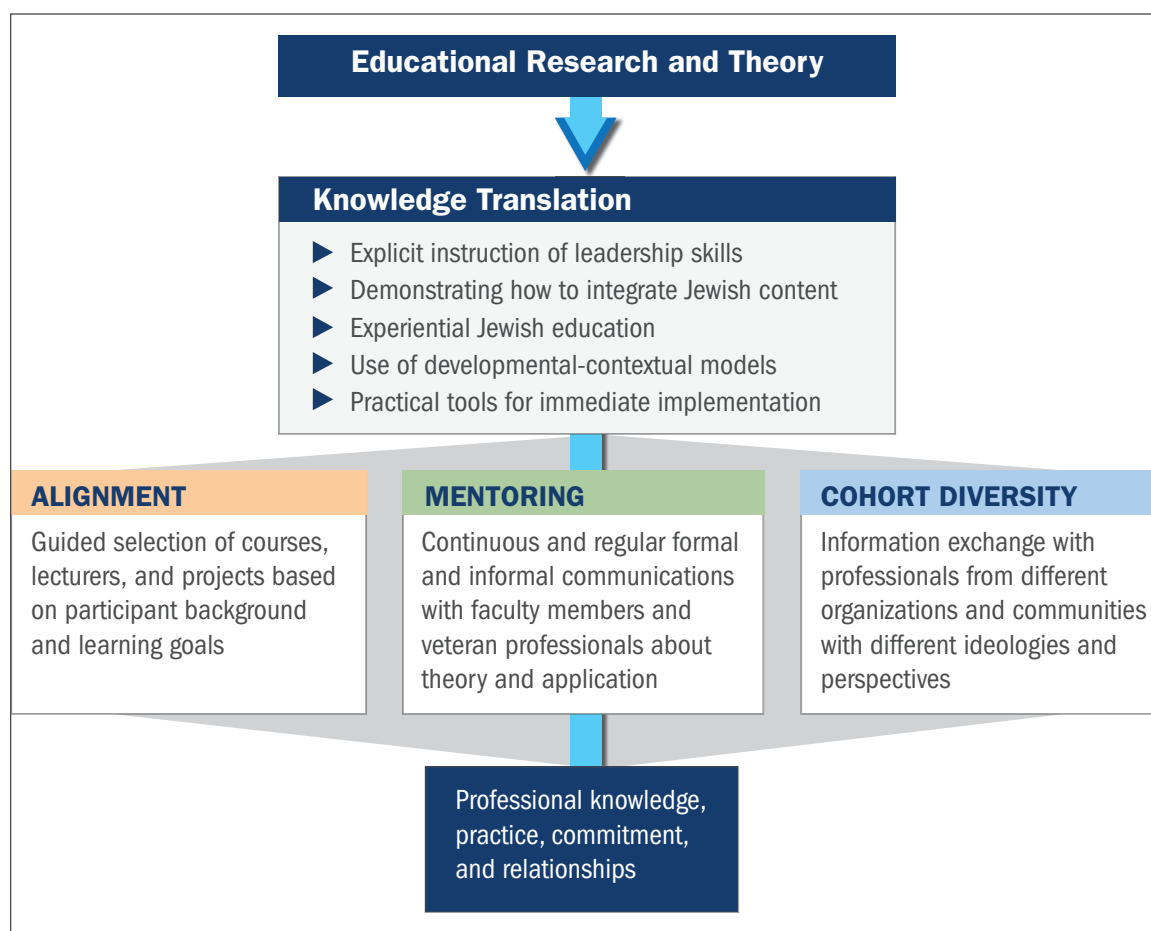 Educational Research and Theory
Knowledge Translation
▶ Explicit instruction of leadership skills
▶ Demonstrating how to integrate Jewish content
▶ Experiential Jewish education
▶ Use of developmental-contextual models
▶ Practical tools for immediate implementation
ALIGNMENT
Guided selection of courses,
lecturers, and projects based
on participant background
and learning goals
MENTORING
Continuous and regular formal
and informal communications
with faculty members and
veteran professionals about
theory and application
COHORT DIVERSITY
Information exchange with
professionals from different
organizations and communities
with different ideologies and
perspectives
Professional knowledge,
practice, commitment,
and relationships